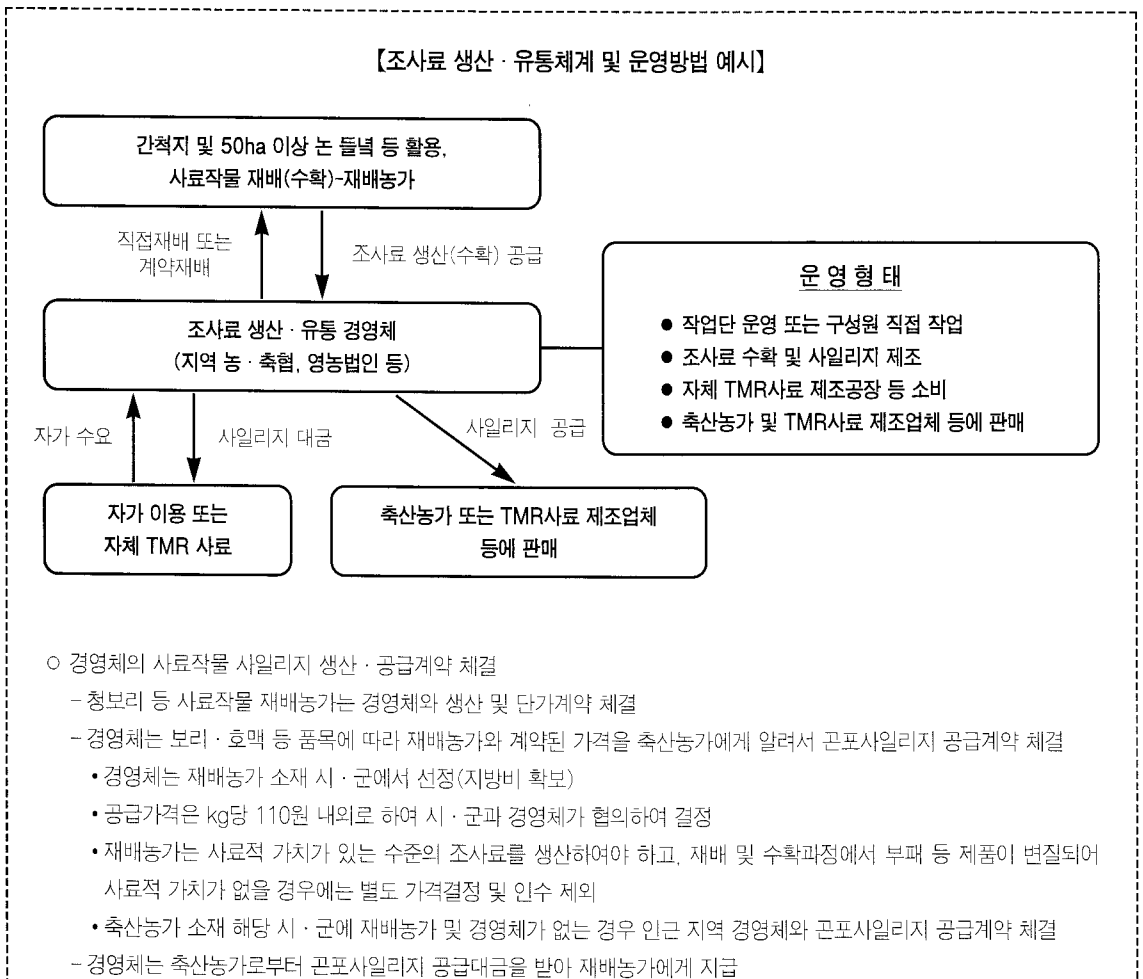 【조사료 생산 · 유통체계 및 운영방법 예시】
간척지 및 50ha 이상 논 들녘 등 활용,
사료작물 재배(수확)-재배농가
직접재배 또는
계약재배
조사료 생산(수확) 공급
조사료 생산 · 유통 경영체
(지역 농 · 축협, 영농법인 등)
운 영 형 태
● 작업단 운영 또는 구성원 직접 작업
● 조사료 수확 및 사일리지 제조
● 자체 TMR사료 제조공장 등 소비
● 축산농가 및 TMR사료 제조업체 등에 판매
자가 수요
사일리지 대금
사일리지 공급
자가 이용 또는
자체 TMR 사료
축산농가 또는 TMR사료 제조업체
등에 판매
○ 경영체의 사료작물 사일리지 생산 · 공급계약 체결
– 청보리 등 사료작물 재배농가는 경영체와 생산 및 단가계약 체결
– 경영체는 보리 · 호맥 등 품목에 따라 재배농가와 계약된 가격을 축산농가에게 알려서 곤포사일리지 공급계약 체결
• 경영체는 재배농가 소재 시 · 군에서 선정(지방비 확보)
• 공급가격은 kg당 110원 내외로 하여 시 · 군과 경영체가 협의하여 결정
• 재배농가는 사료적 가치가 있는 수준의 조사료를 생산하여야 하고, 재배 및 수확과정에서 부패 등 제품이 변질되어
사료적 가치가 없을 경우에는 별도 가격결정 및 인수 제외
• 축산농가 소재 해당 시 · 군에 재배농가 및 경영체가 없는 경우 인근 지역 경영체와 곤포사일리지 공급계약 체결
– 경영체는 축산농가로부터 곤포사일리지 공급대금을 받아 재배농가에게 지급